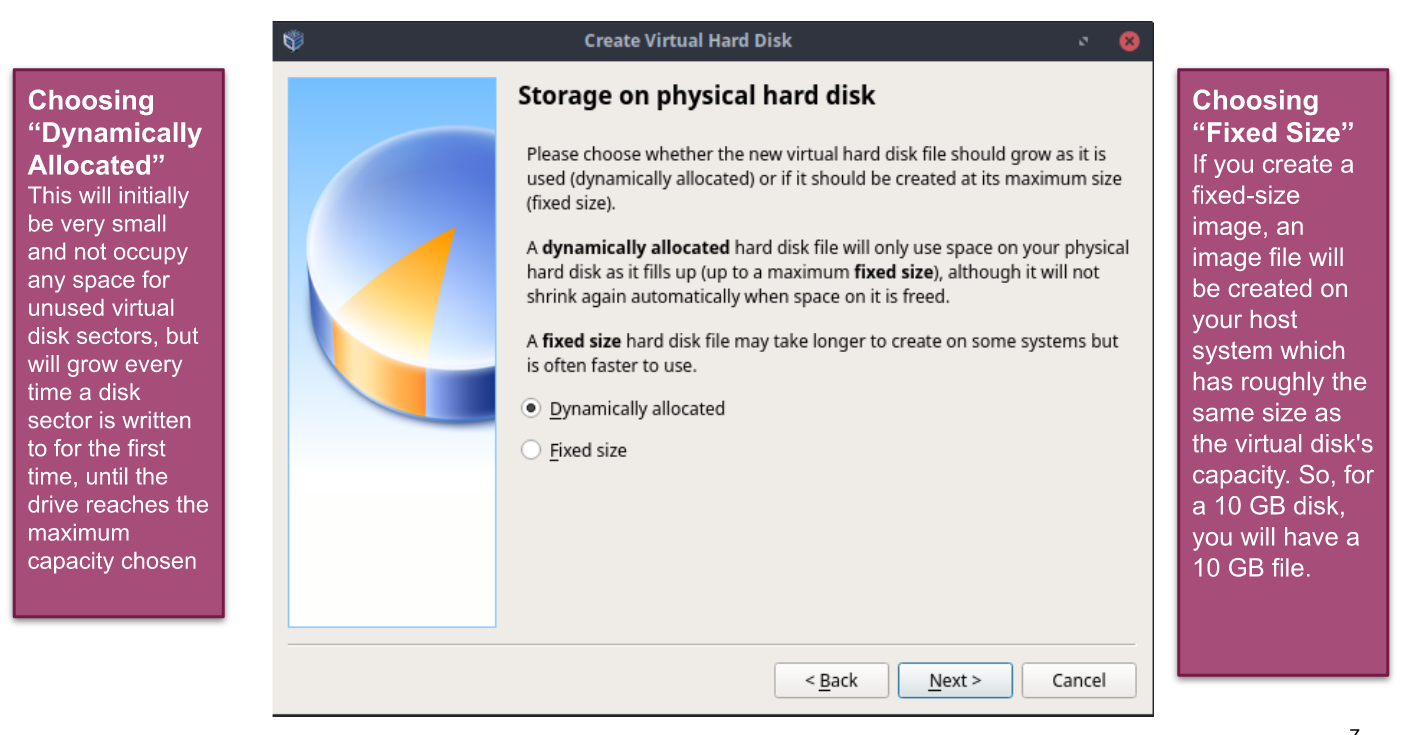 Choosing
“Dynamically
Allocated”
This will initially
be very small
and not occupy
any space for
unused virtual
disk sectors, but
will grow every
time a disk
sector is written
to for the first
time, until the
drive reaches the
maximum
capacity chosen
Create Virtual Hard Disk
Storage on physical hard disk
Please choose whether the new virtual hard disk file should grow as it is
used (dynamically allocated) or if it should be created at its maximum size
(fixed size).
A dynamically allocated hard disk file will only use space on your physical
hard disk as it fills up (up to a maximum fixed size), although it will not
shrink again automatically when space on it is freed.
A fixed size hard disk file may take longer to create on some systems but
is often faster to use.
Dynamically allocated
Fixed size
< Back
Next >
Cancel
Choosing
“Fixed Size”
If you create a
fixed-size
image, an
image file will
be created on
your host
system which
has roughly the
same size as
the virtual disk's
capacity. So, for
a 10 GB disk,
you will have a
10 GB file.